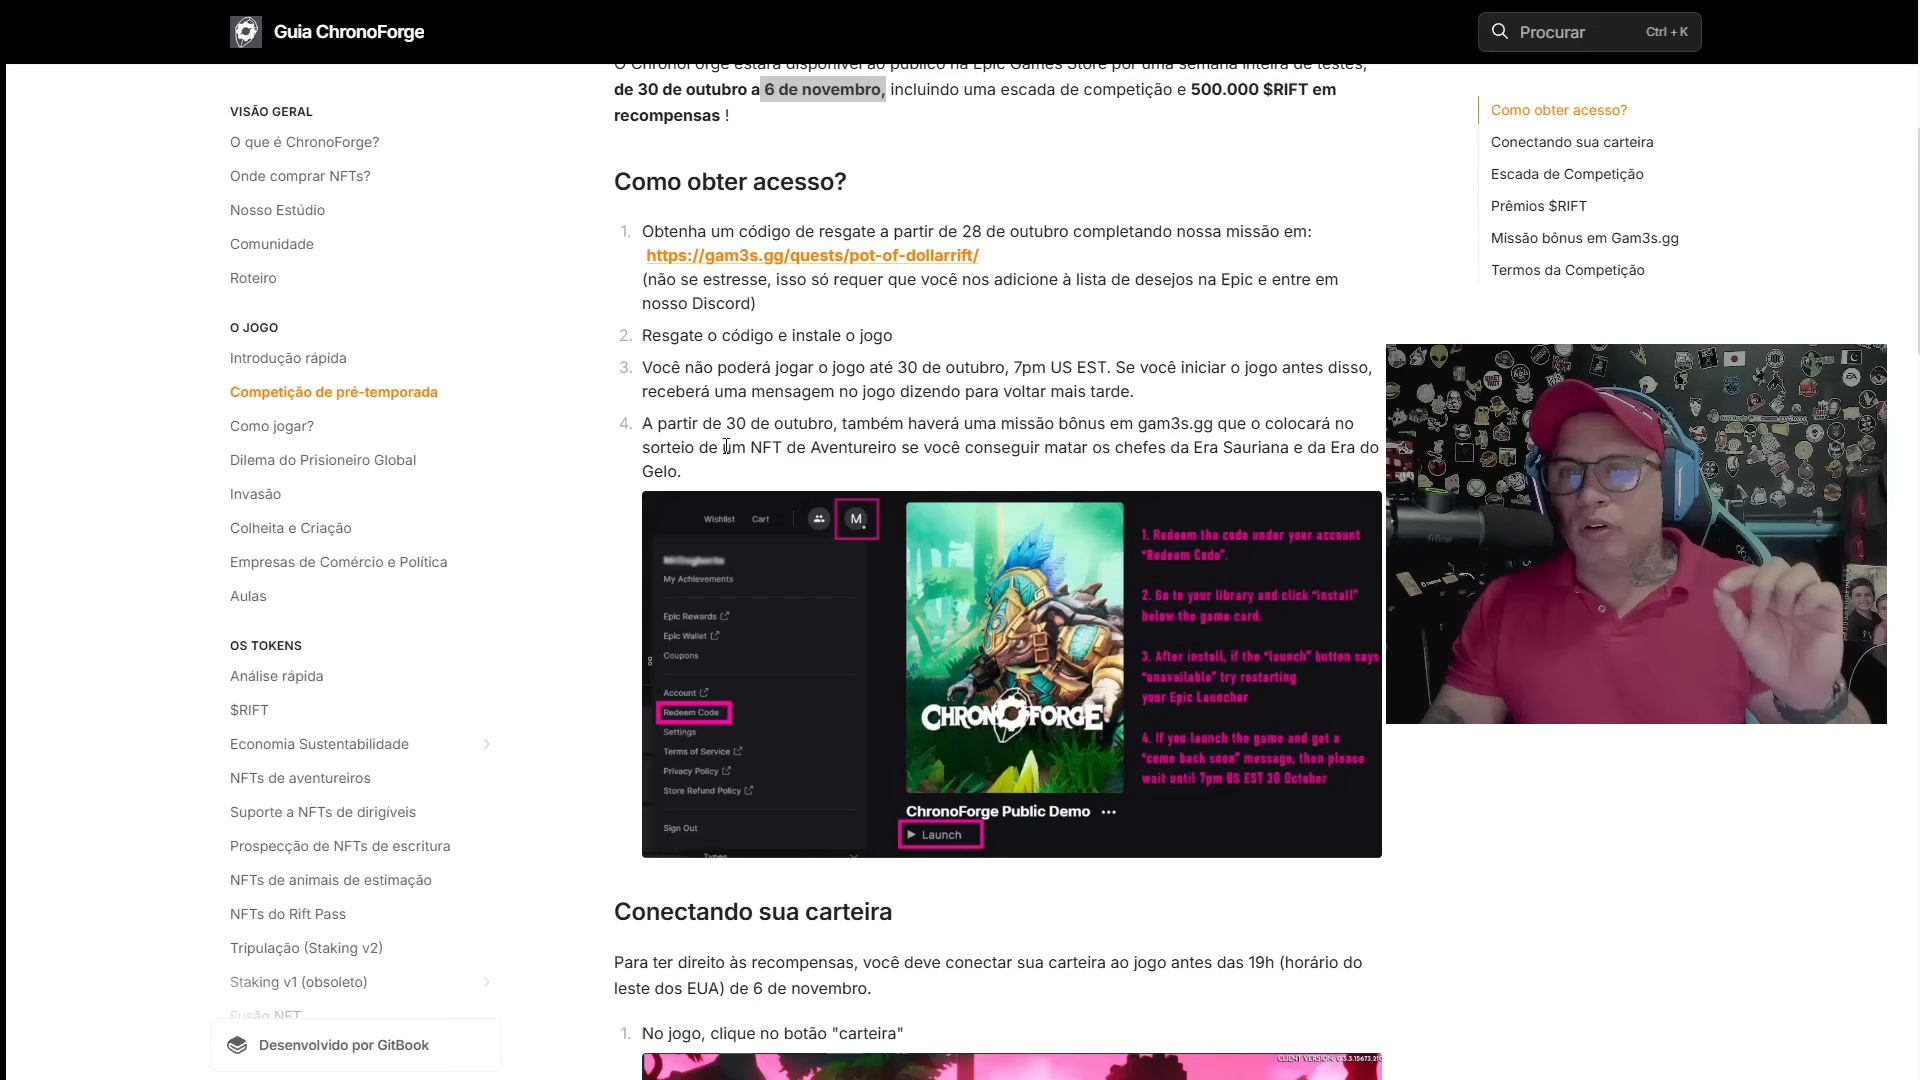 Guia ChronoForge
Procurar
Ctrl + K
VISÃO GERAL
O que é ChronoForge?
Onde comprar NFTs?
Nosso Estúdio
Comunidade
Roteiro
O JOGO
Introdução rápida
Competição de pré-temporada
Como jogar?
Dilema do Prisioneiro Global
Invasão
Colheita e Criação
Empresas de Comércio e Política
Aulas
OS TOKENS
Análise rápida
$RIFT
Economia Sustentabilidade
NFTs de aventureiros
Suporte a NFTs de dirigíveis
Prospecção de NFTs de escritura
NFTs de animais de estimação
NFTs do Rift Pass
Tripulação (Staking v2)
Staking v1 (obsoleto)
Fusão NFT
Desenvolvido por GitBook
O ChronoForge estará disponível ao público na Epic Games Store por uma semana inteira de testes,
de 30 de outubro a 6 de novembro, incluindo uma escada de competição e 500.000 $RIFT em
recompensas !
Como obter acesso?
1. Obtenha um código de resgate a partir de 28 de outubro completando nossa missão em:
https://gam3s.gg/quests/pot-of-dollarrift/
(não se estresse, isso só requer que você nos adicione à lista de desejos na Epic e entre em
nosso Discord)
2. Resgate o código e instale o jogo
3. Você não poderá jogar o jogo até 30 de outubro, 7pm US EST. Se você iniciar o jogo antes disso,
receberá uma mensagem no jogo dizendo para voltar mais tarde.
4. A partir de 30 de outubro, também haverá uma missão bônus em gam3s.gg que o colocará no
sorteio de um NFT de Aventureiro se você conseguir matar os chefes da Era Sauriana e da Era do
Gelo.
Wishlist
Cart
M
My Achievements
Epic Rewards
Epic Wallet
Coupons
Account
Redeem Code
Settings
Terms of Service
Privacy Policy
Store Refund Policy
Sign Out
Types
CHRONOFORGE
ChronoForge Public Demo ...
Launch
1. Redeem the code under your account
"Redeem Code".
2. Go to your library and click "install"
below the game card.
3. After install, if the "launch" button says
"unavailable" try restarting
your Epic Launcher
4. If you launch the game and get a
"come back soon" message, then please
wait until 7pm US EST 30 October
Conectando sua carteira
Para ter direito às recompensas, você deve conectar sua carteira ao jogo antes das 19h (horário do
leste dos EUA) de 6 de novembro.
1. No jogo, clique no botão "carteira"
Como obter acesso?
Conectando sua carteira
Escada de Competição
Prêmios $RIFT
Missão bônus em Gam3s.gg
Termos da Competição
fifine
EA